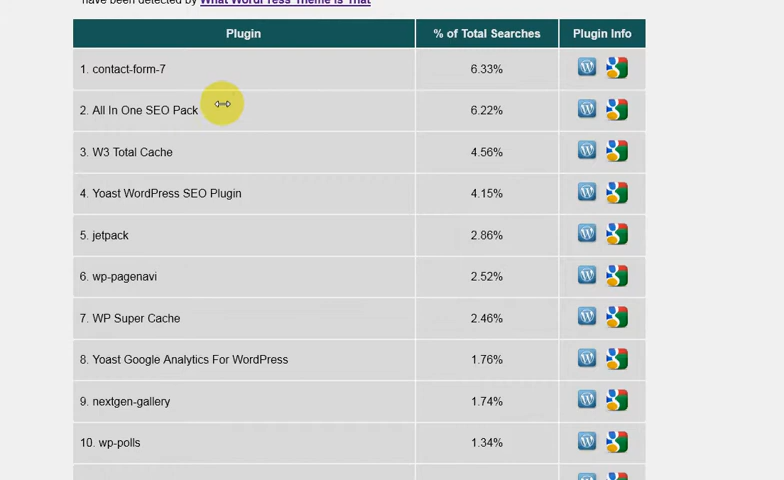 have been detected by What WordPress Theme Is That
Plugin % of Total Searches Plugin Info
1. contact-form-7 6.33%
2. All In One SEO Pack 6.22%
3. W3 Total Cache 4.56%
4. Yoast WordPress SEO Plugin 4.15%
5. jetpack 2.86%
6. wp-pagenavi 2.52%
7. WP Super Cache 2.46%
8. Yoast Google Analytics For WordPress 1.76%
9. nextgen-gallery 1.74%
10. wp-polls 1.34%